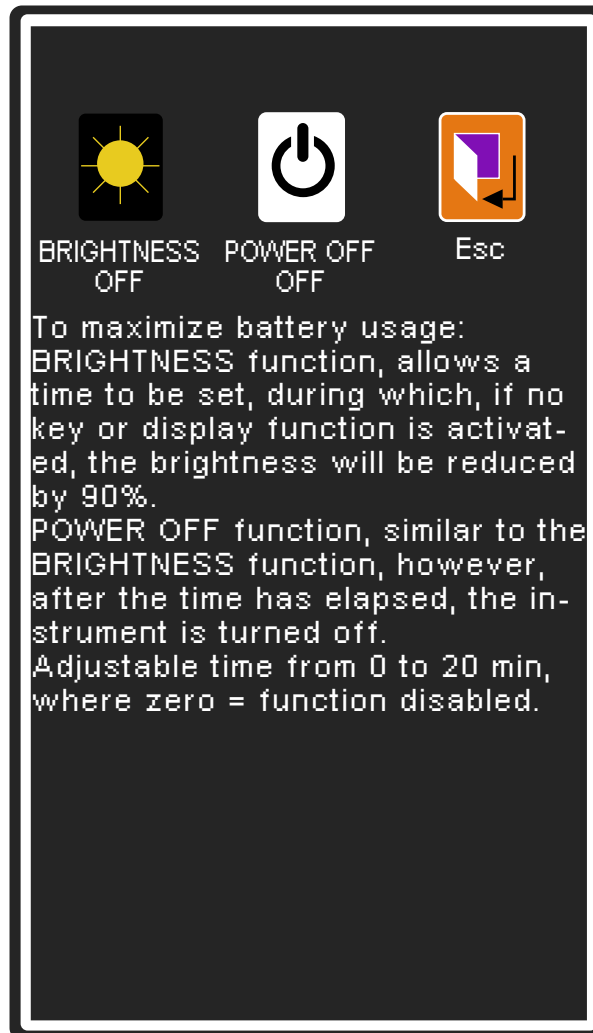 BRIGHTNESS OFF
POWER OFF OFF
Esc
To maximize battery usage:
BRIGHTNESS function, allows a
time to be set, during which, if no
key or display function is activat-
ed, the brightness will be reduced
by 90%.
POWER OFF function, similar to the
BRIGHTNESS function, however,
after the time has elapsed, the in-
strument is turned off.
Adjustable time from 0 to 20 min,
where zero = function disabled.